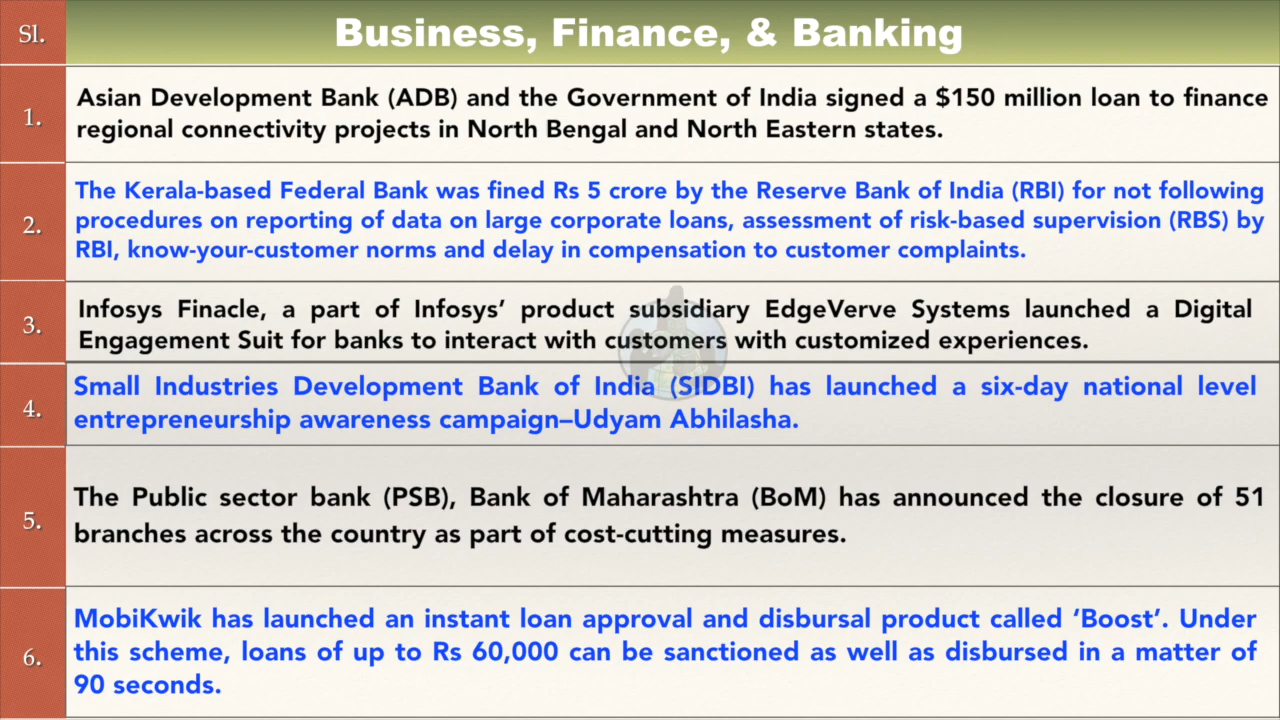 Sl.
Business, Finance, & Banking
1.
Asian Development Bank (ADB) and the Government of India signed a $150 million loan to finance
regional connectivity projects in North Bengal and North Eastern states.
2.
The Kerala-based Federal Bank was fined Rs 5 crore by the Reserve Bank of India (RBI) for not following
procedures on reporting of data on large corporate loans, assessment of risk-based supervision (RBS) by
RBI, know-your-customer norms and delay in compensation to customer complaints.
3.
Infosys Finacle, a part of Infosys’ product subsidiary EdgeVerve Systems launched a Digital
Engagement Suit for banks to interact with customers with customized experiences.
4.
Small Industries Development Bank of India (SIDBI) has launched a six-day national level
entrepreneurship awareness campaign–Udyam Abhilasha.
5.
The Public sector bank (PSB), Bank of Maharashtra (BoM) has announced the closure of 51
branches across the country as part of cost-cutting measures.
6.
MobiKwik has launched an instant loan approval and disbursal product called ‘Boost’. Under
this scheme, loans of up to Rs 60,000 can be sanctioned as well as disbursed in a matter of
90 seconds.